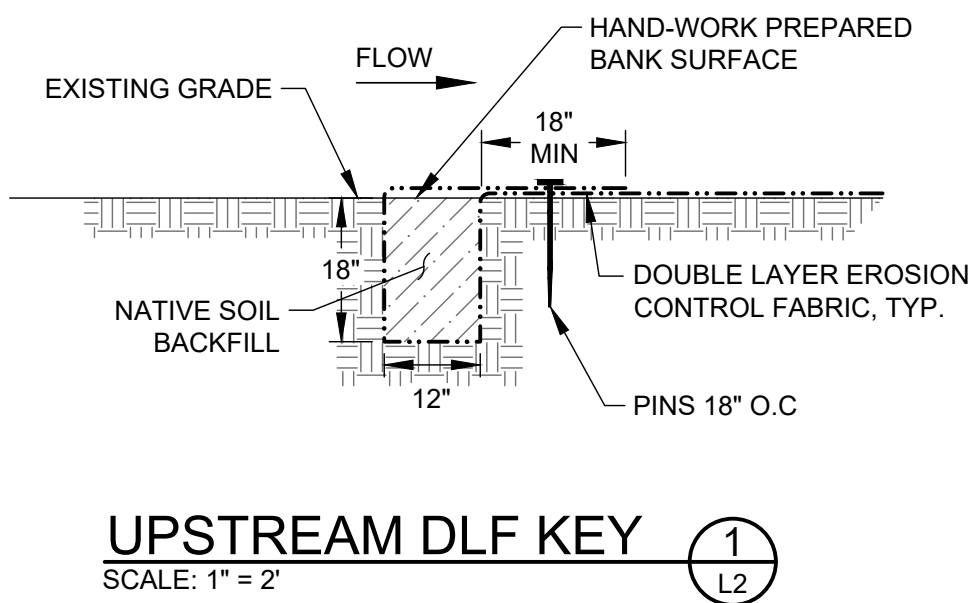 HAND-WORK PREPARED
BANK SURFACE
FLOW
EXISTING GRADE
18"
MIN
18"
DOUBLE LAYER EROSION
CONTROL FABRIC, TYP.
NATIVE SOIL
BACKFILL
12"
PINS 18" O.C
UPSTREAM DLF KEY
1
SCALE: 1" = 2'
L2